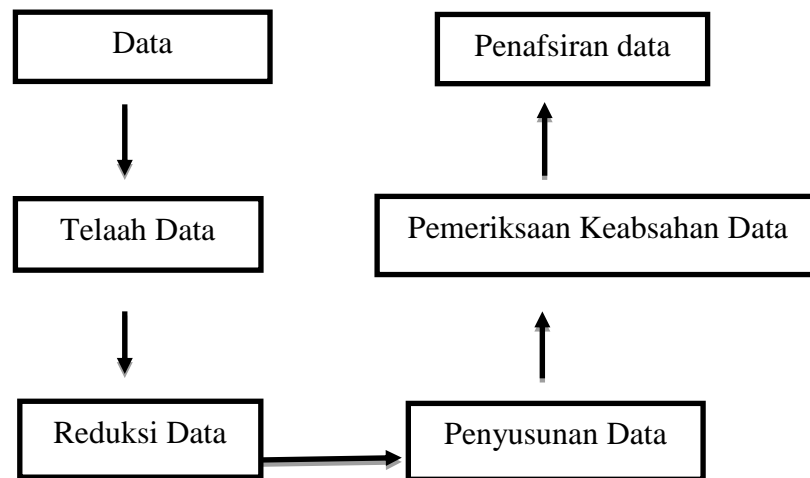 Data
Telaah Data
Reduksi Data
Penyusunan Data
Pemeriksaan Keabsahan Data
Penafsiran data